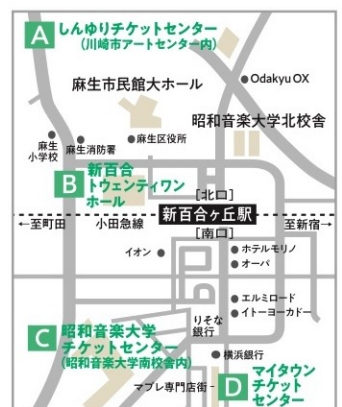 A しんゆりチケットセンター
(川崎市アートセンター内)
麻生市民館大ホール
Odakyu OX
昭和音楽大学北校舎
麻生
小学校
麻生消防署
麻生区役所
B 新百合
トウェンティワン
ホール
[北口]
新百合ヶ丘駅
←至町田
小田急線
至新宿→
[南口]
イオン
ホテルモリノ
オーパ
エルミロード
イトーヨーカドー
りそな
銀行
C 昭和音楽大学
チケットセンター
(昭和音楽大学南校舎内)
横浜銀行
マプレ専門店街
D マイタウン
チケット
センター